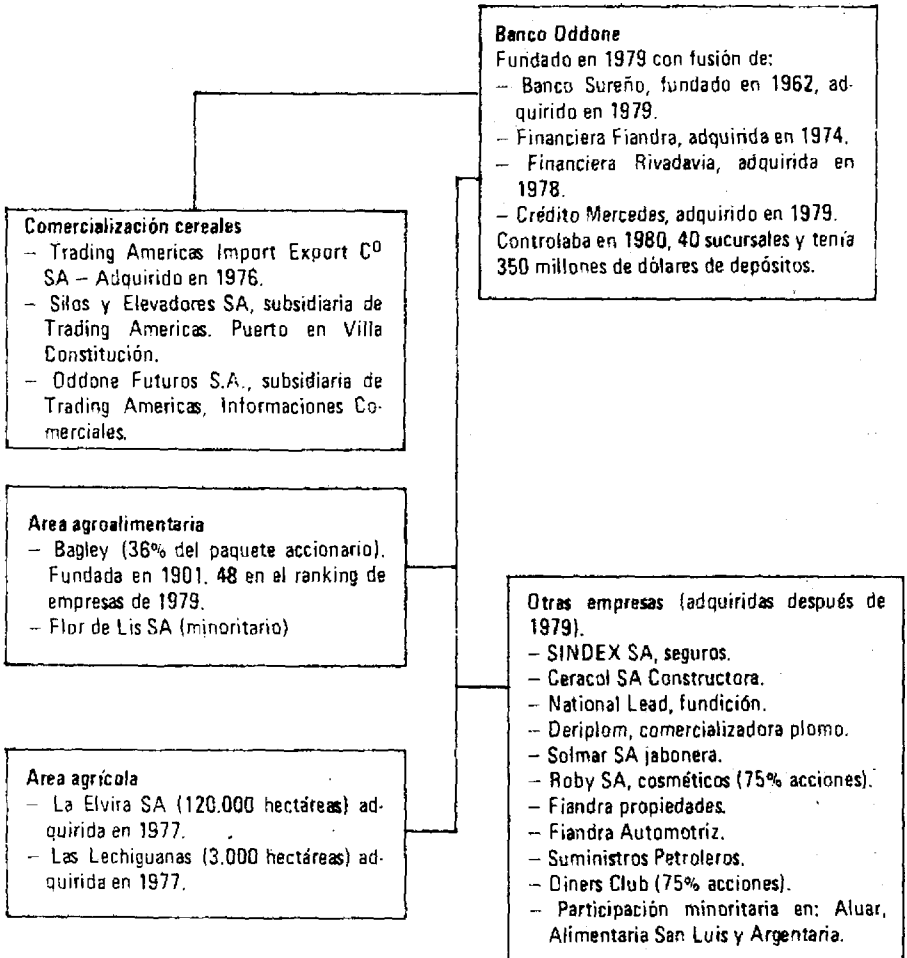 Banco Oddone
Fundado en 1979 con fusión de:
– Banco Sureño, fundado en 1962, ad-
quirido en 1979.
– Financiera Fiandra, adquirida en 1974.
– Financiera Rivadavia, adquirida en
1978.
– Crédito Mercedes, adquirido en 1979.
Controlaba en 1980, 40 sucursales y tenía
350 millones de dólares de depósitos.
Comercialización cereales
– Trading Americas Import Export Cº
SA – Adquirido en 1976.
– Silos y Elevadores SA, subsidiaria de
Trading Americas. Puerto en Villa
Constitución.
– Oddone Futuros S.A., subsidiaria de
Trading Americas, Informaciones Co-
merciales.
Area agroalimentaria
– Bagley (36% del paquete accionario).
Fundada en 1901. 48 en el ranking de
empresas de 1979.
– Flor de Lis SA (minoritario)
Area agrícola
– La Elvira SA (120.000 hectáreas) ad-
quirida en 1977.
– Las Lechiguanas (3.000 hectáreas) ad-
quirida en 1977.
Otras empresas (adquiridas después de
1979).
– SINDEX SA, seguros.
– Ceracol SA Constructora.
– National Lead, fundición.
– Deriplom, comercializadora plomo.
– Solmar SA jabonera.
– Roby SA, cosméticos (75% acciones).
– Fiandra propiedades.
– Fiandra Automotriz.
– Suministros Petroleros.
– Diners Club (75% acciones).
– Participación minoritaria en: Aluar,
Alimentaria San Luis y Argentaria.